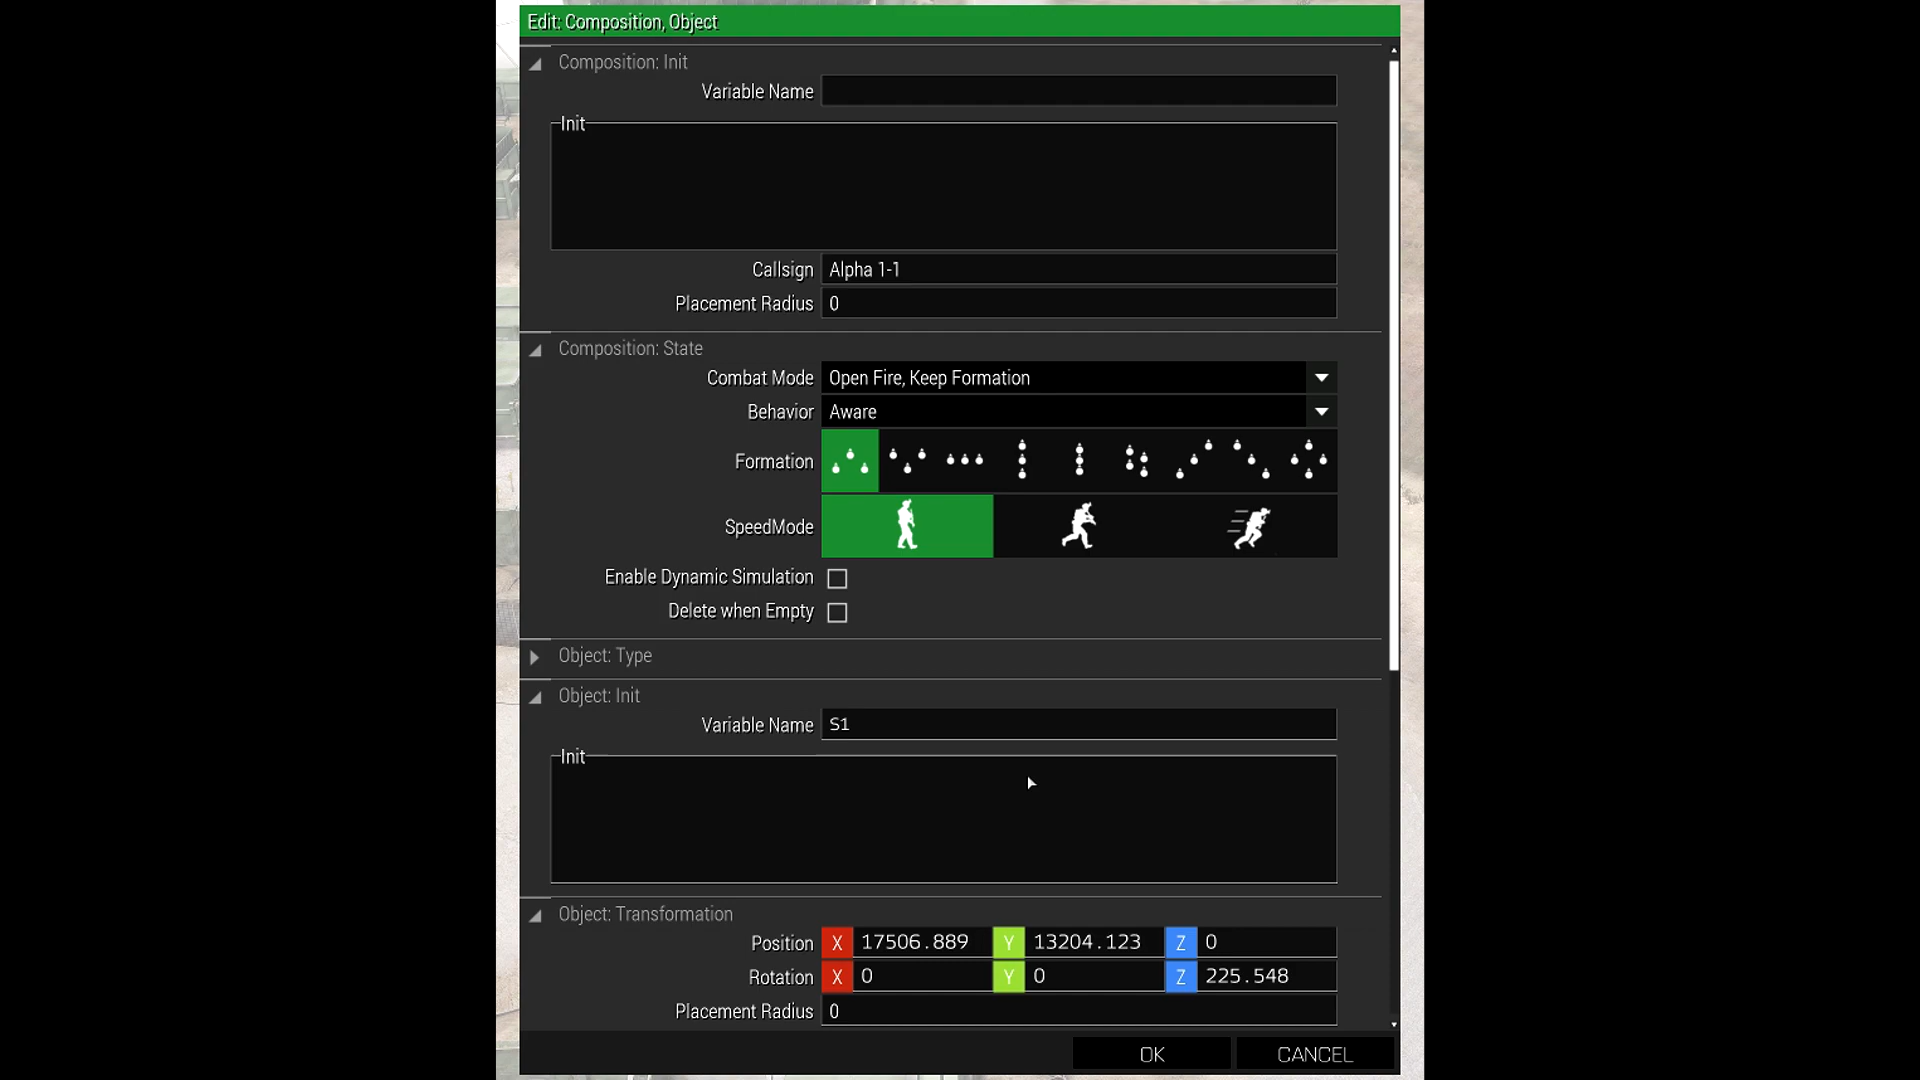 Edit: Composition, Object
Composition: Init
Variable Name
Init
Callsign Alpha 1-1
Placement Radius 0
Composition: State
Combat Mode Open Fire, Keep Formation
Behavior Aware
Formation
SpeedMode
Enable Dynamic Simulation
Delete when Empty
Object: Type
Object: Init
Variable Name S1
Init
Object: Transformation
Position X 17506.889 Y 13204.123 Z 0
Rotation X 0 Y 0 Z 225.548
Placement Radius 0
OK CANCEL